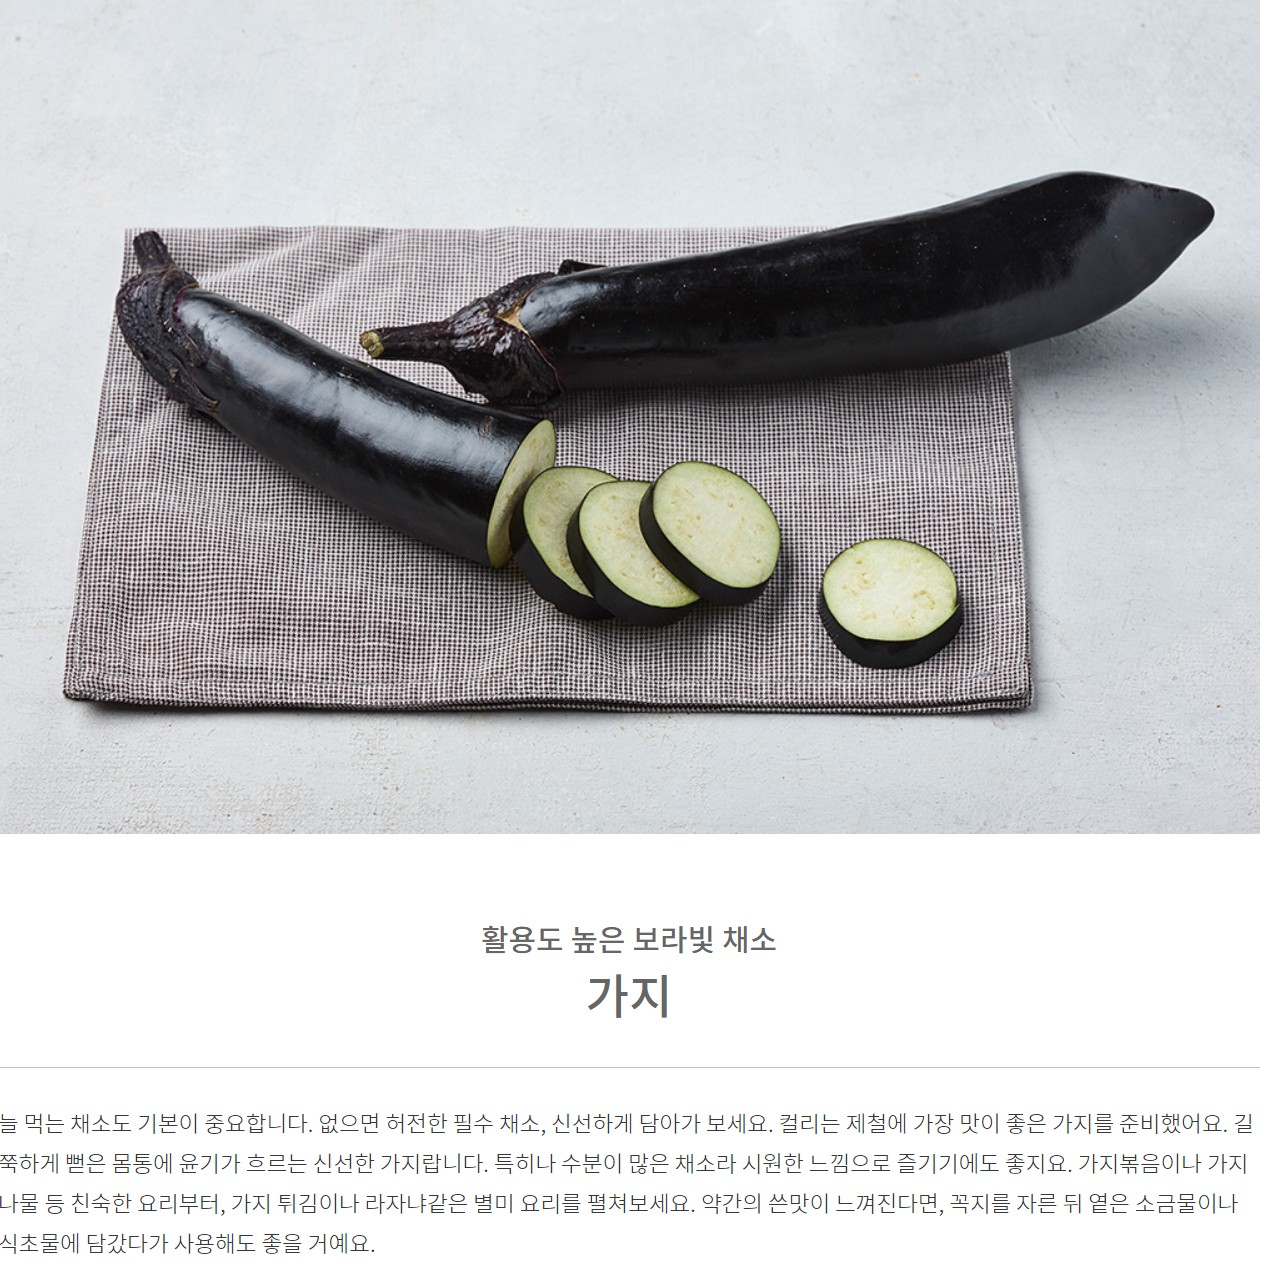 활용도 높은 보라빛 채소
가지
늘 먹는 채소도 기본이 중요합니다. 없으면 허전한 필수 채소, 신선하게 담아가 보세요. 컬리는 제철에 가장 맛이 좋은 가지를 준비했어요. 길
쭉하게 뻗은 몸통에 윤기가 흐르는 신선한 가지랍니다. 특히나 수분이 많은 채소라 시원한 느낌으로 즐기기에도 좋지요. 가지볶음이나 가지
나물 등 친숙한 요리부터, 가지 튀김이나 라자냐같은 별미 요리를 펼쳐보세요. 약간의 쓴맛이 느껴진다면, 꼭지를 자른 뒤 옅은 소금물이나
식초물에 담갔다가 사용해도 좋을 거예요.